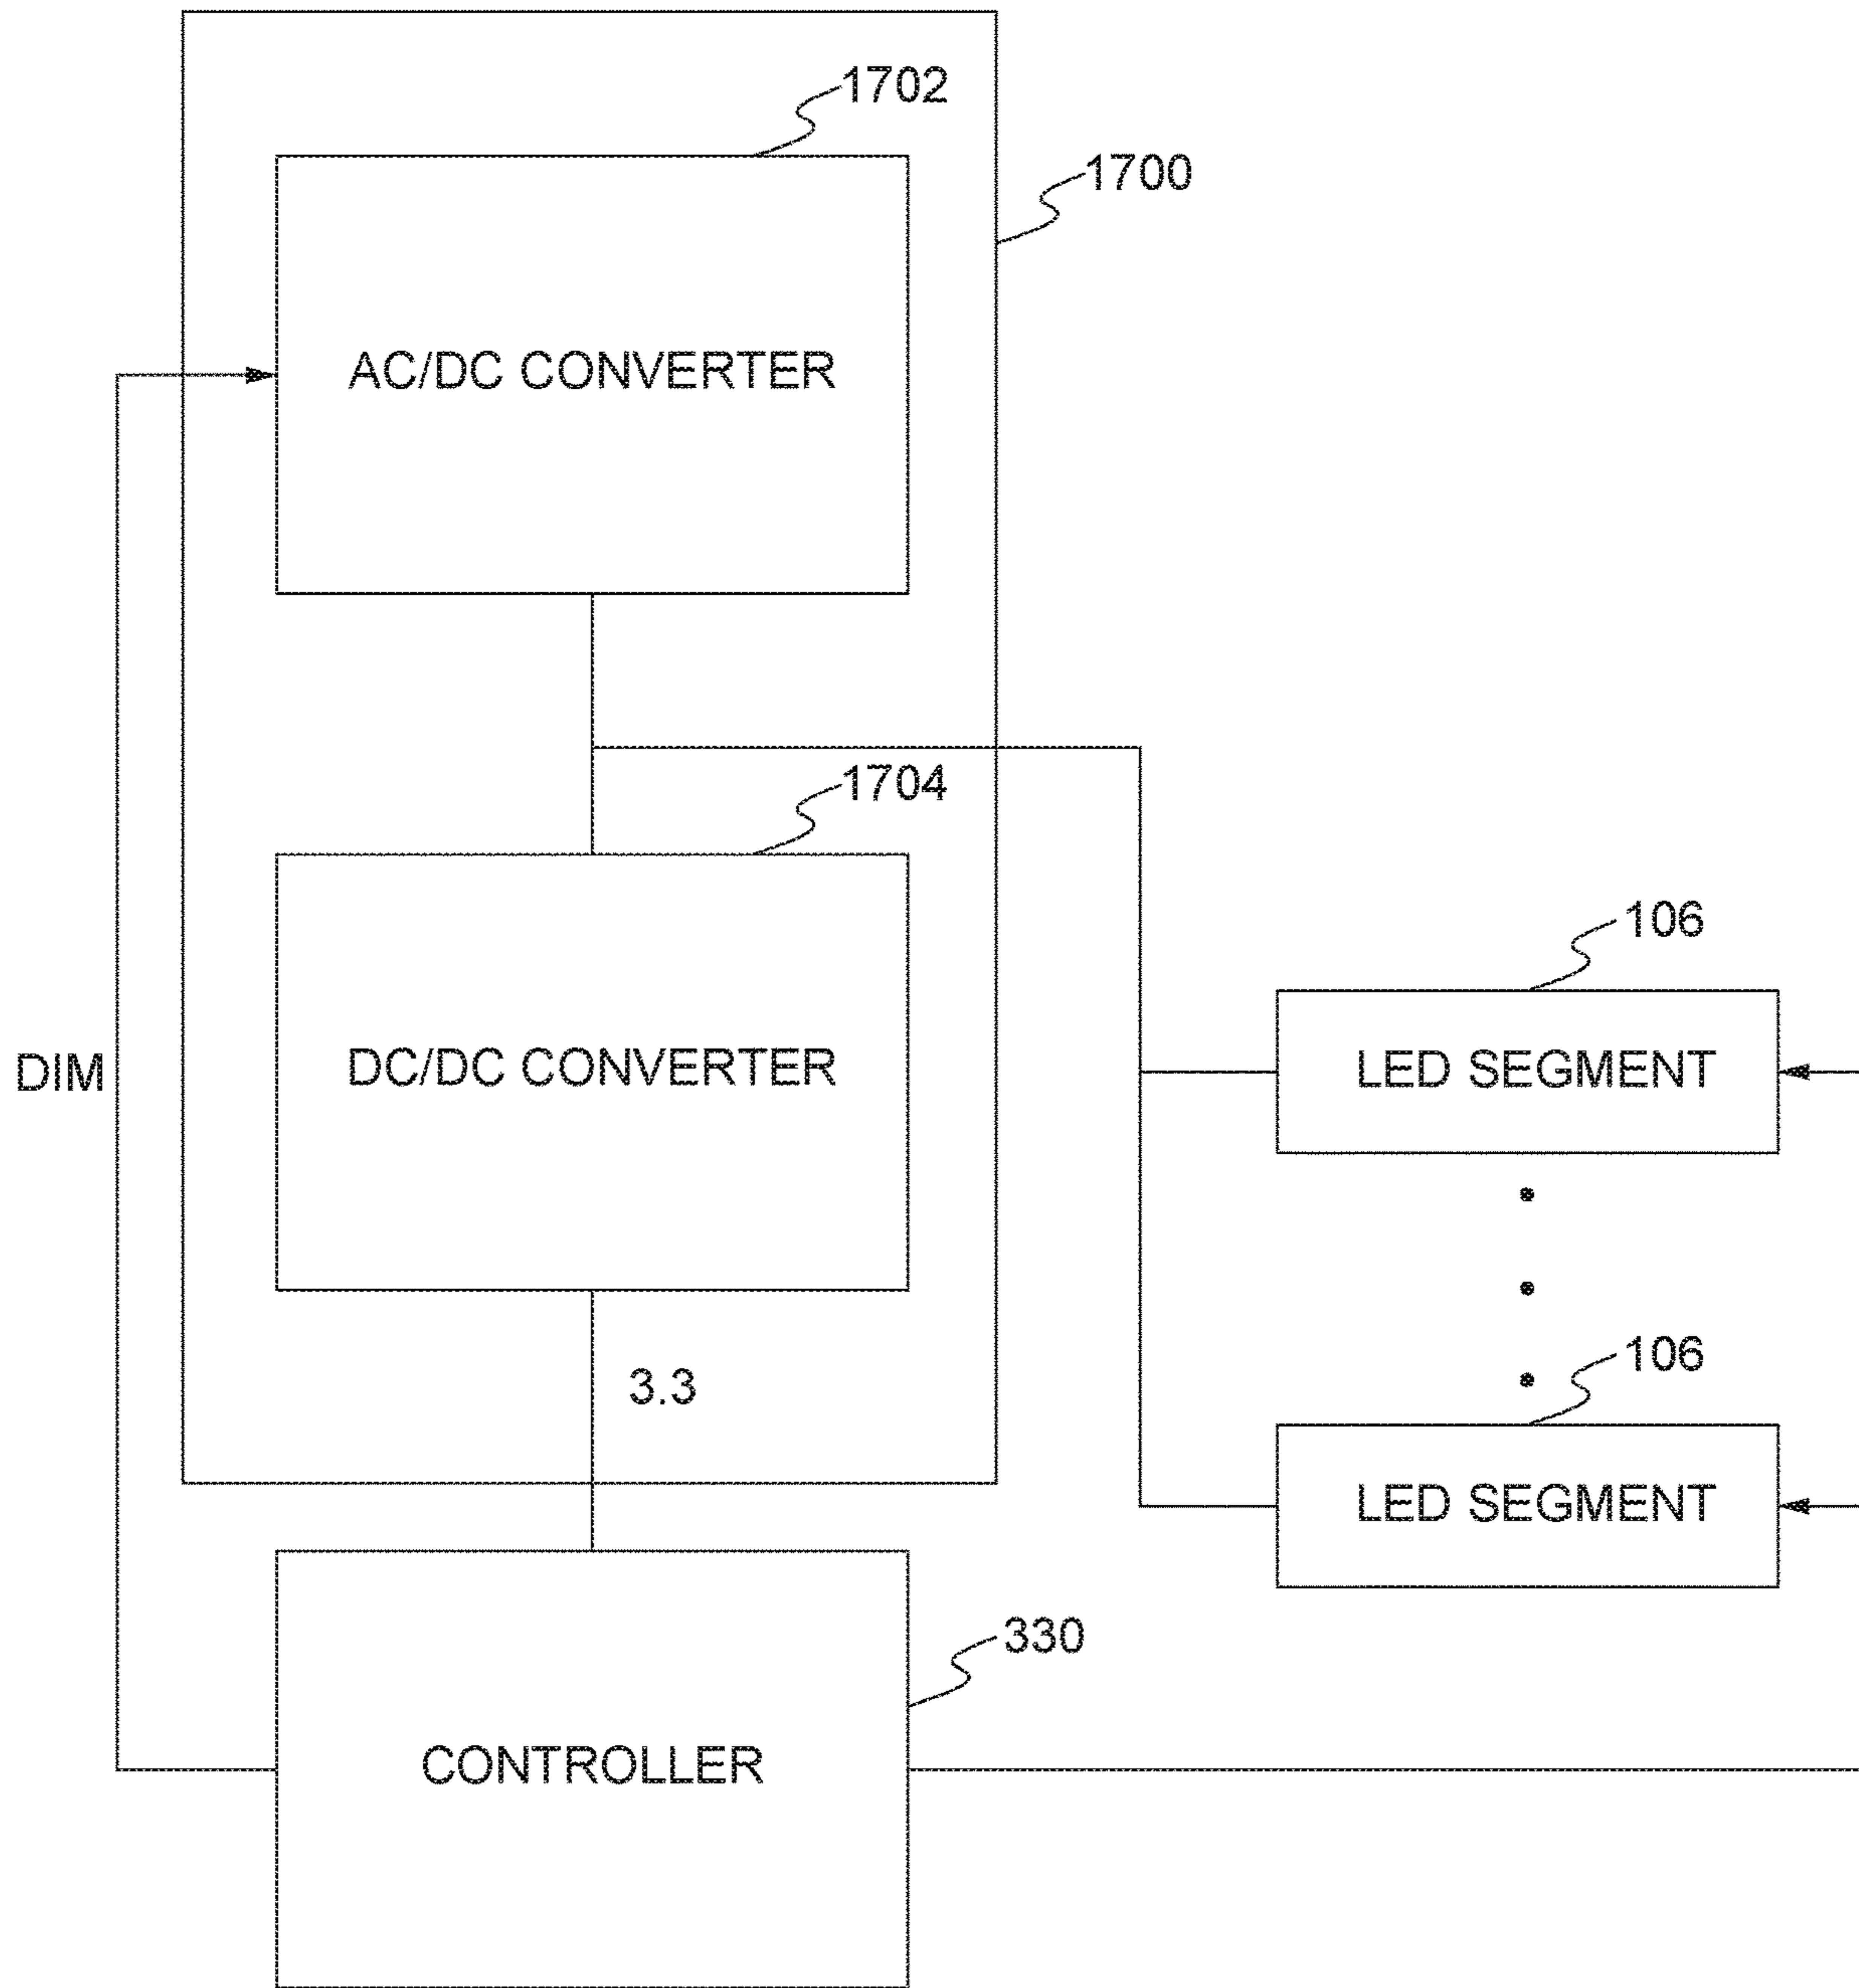 1702
1700
AC/DC CONVERTER
1704
106
DIM
DC/DC CONVERTER
LED SEGMENT
3.3
106
LED SEGMENT
330
CONTROLLER